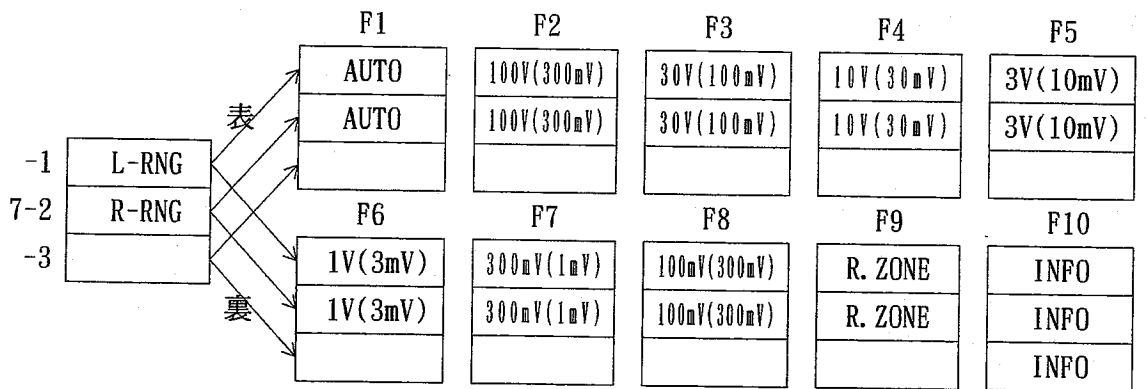 F1 F2 F3 F4 F5
AUTO 100V(300mV) 30V(100mV) 10V(30mV) 3V(10mV)
表 AUTO 100V(300mV) 30V(100mV) 10V(30mV) 3V(10mV)
-1 L-RNG
7-2 R-RNG
-3
F6 F7 F8 F9 F10
1V(3mV) 300mV(1mV) 100mV(300mV) R.ZONE INFO
裏 1V(3mV) 300mV(1mV) 100mV(300mV) R.ZONE INFO
INFO